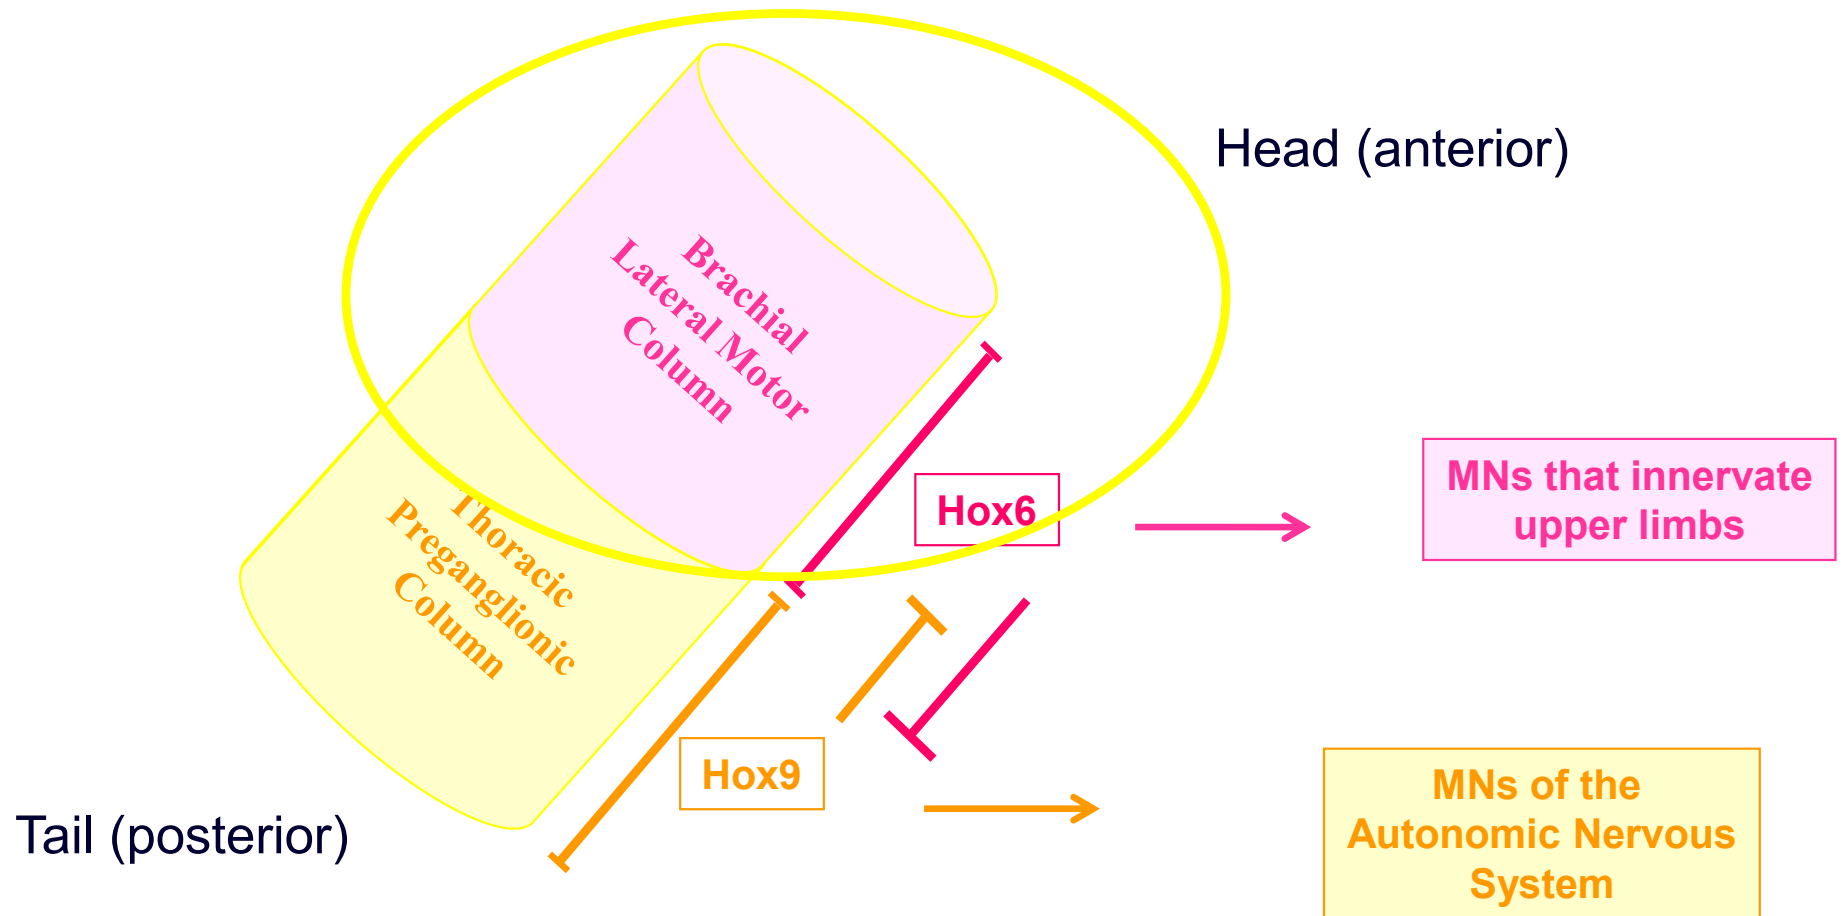 Head (anterior)
Brachial
Lateral Motor
Column
Hox6
MNs that innervate
upper limbs
Thoracic
Preganglionic
Column
Hox9
MNs of the
Autonomic Nervous
System
Tail (posterior)